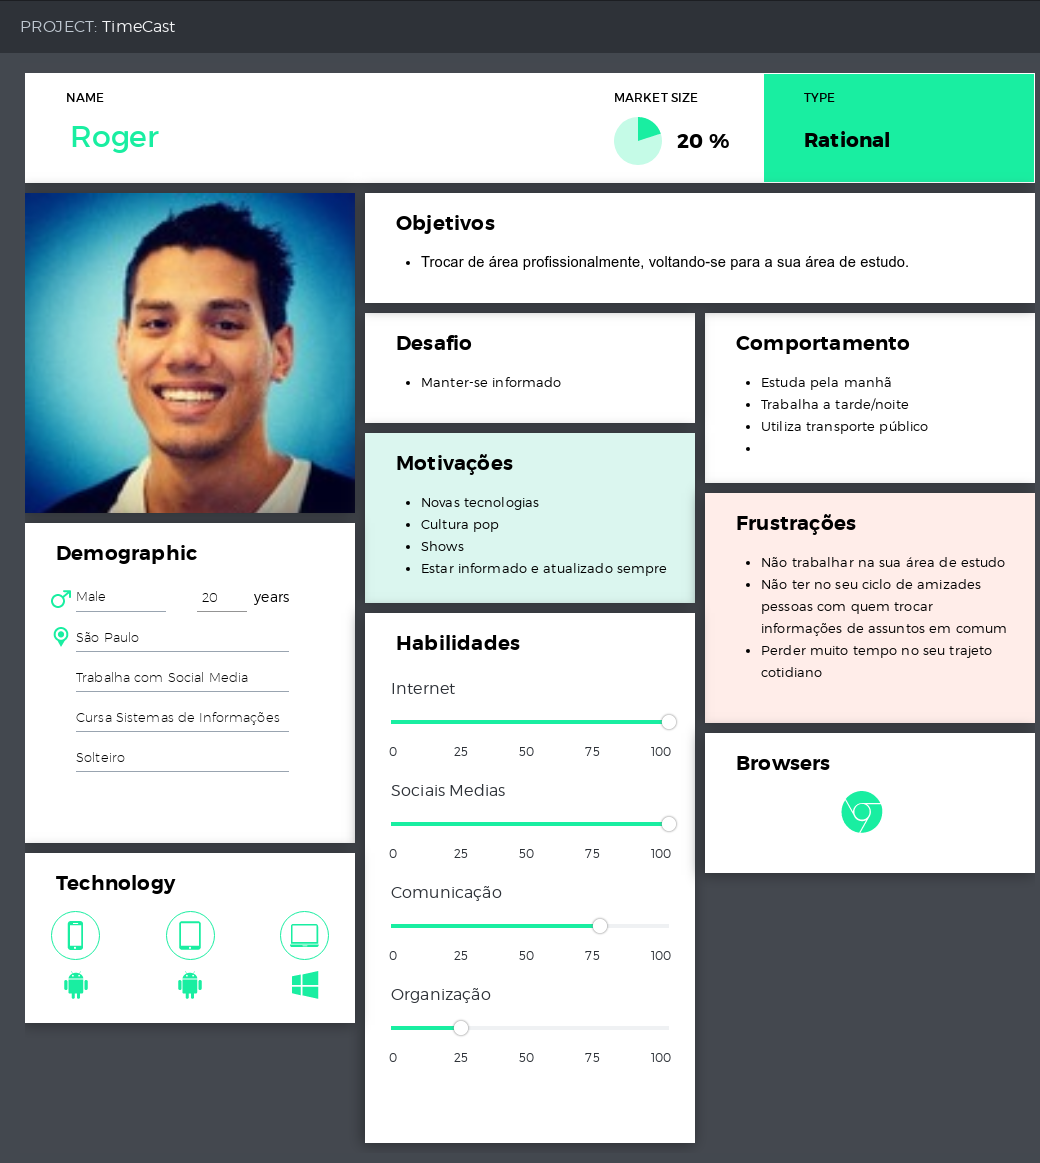 PROJECT: TimeCast
NAME
Roger
MARKET SIZE
20 %
TYPE
Rational
Objetivos
Trocar de área profissionalmente, voltando-se para a sua área de estudo.
Desafio
Manter-se informado
Comportamento
Estuda pela manhã
Trabalha a tarde/noite
Utiliza transporte público
Motivações
Novas tecnologias
Cultura pop
Shows
Estar informado e atualizado sempre
Frustrações
Não trabalhar na sua área de estudo
Não ter no seu ciclo de amizades
pessoas com quem trocar
informações de assuntos em comum
Perder muito tempo no seu trajeto
cotidiano
Demographic
Male 20 years
São Paulo
Trabalha com Social Media
Cursa Sistemas de Informações
Solteiro
Habilidades
Internet
0 25 50 75 100
Sociais Medias
0 25 50 75 100
Comunicação
0 25 50 75 100
Organização
0 25 50 75 100
Browsers
Technology